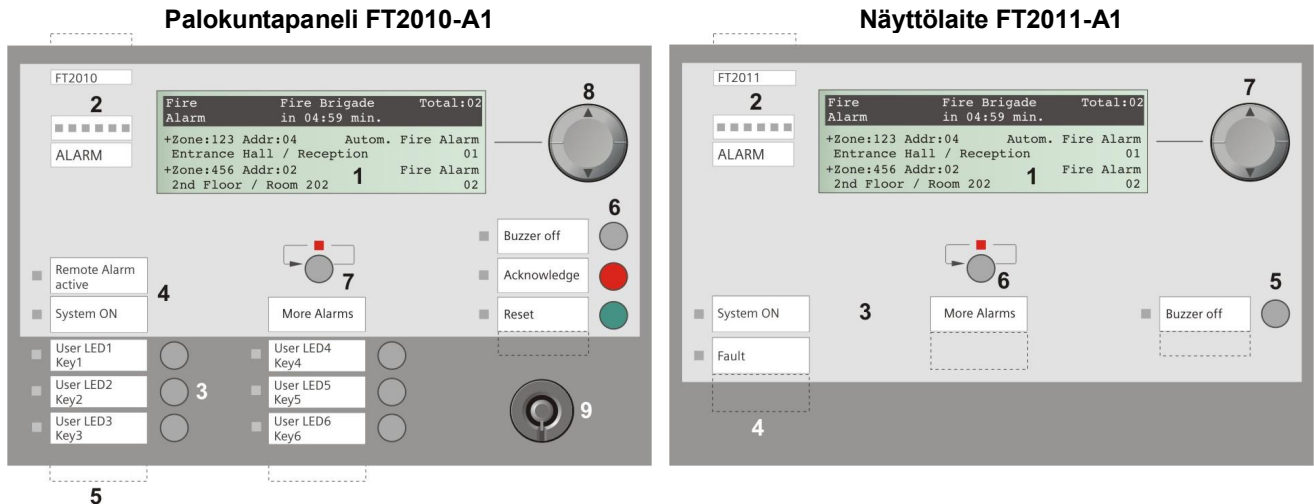 Palokuntapaneli FT2010-A1
FT2010
2
ALARM
Fire Fire Brigade Total:02
Alarm in 04:59 min.
+Zone:123 Addr:04 Autom. Fire Alarm
Entrance Hall / Reception 01
+Zone:456 Addr:02 Fire Alarm
2nd Floor / Room 202 02
1
8
6
Buzzer off
Acknowledge
Reset
7
More Alarms
Remote Alarm
active
4
System ON
User LED1
Key1
User LED2
Key2
3
User LED3
Key3
User LED4
Key4
User LED5
Key5
User LED6
Key6
9
5
Näyttölaite FT2011-A1
FT2011
2
ALARM
Fire Fire Brigade Total:02
Alarm in 04:59 min.
+Zone:123 Addr:04 Autom. Fire Alarm
Entrance Hall / Reception 01
+Zone:456 Addr:02 Fire Alarm
2nd Floor / Room 202 02
1
7
6
More Alarms
5
Buzzer off
System ON
3
Fault
4